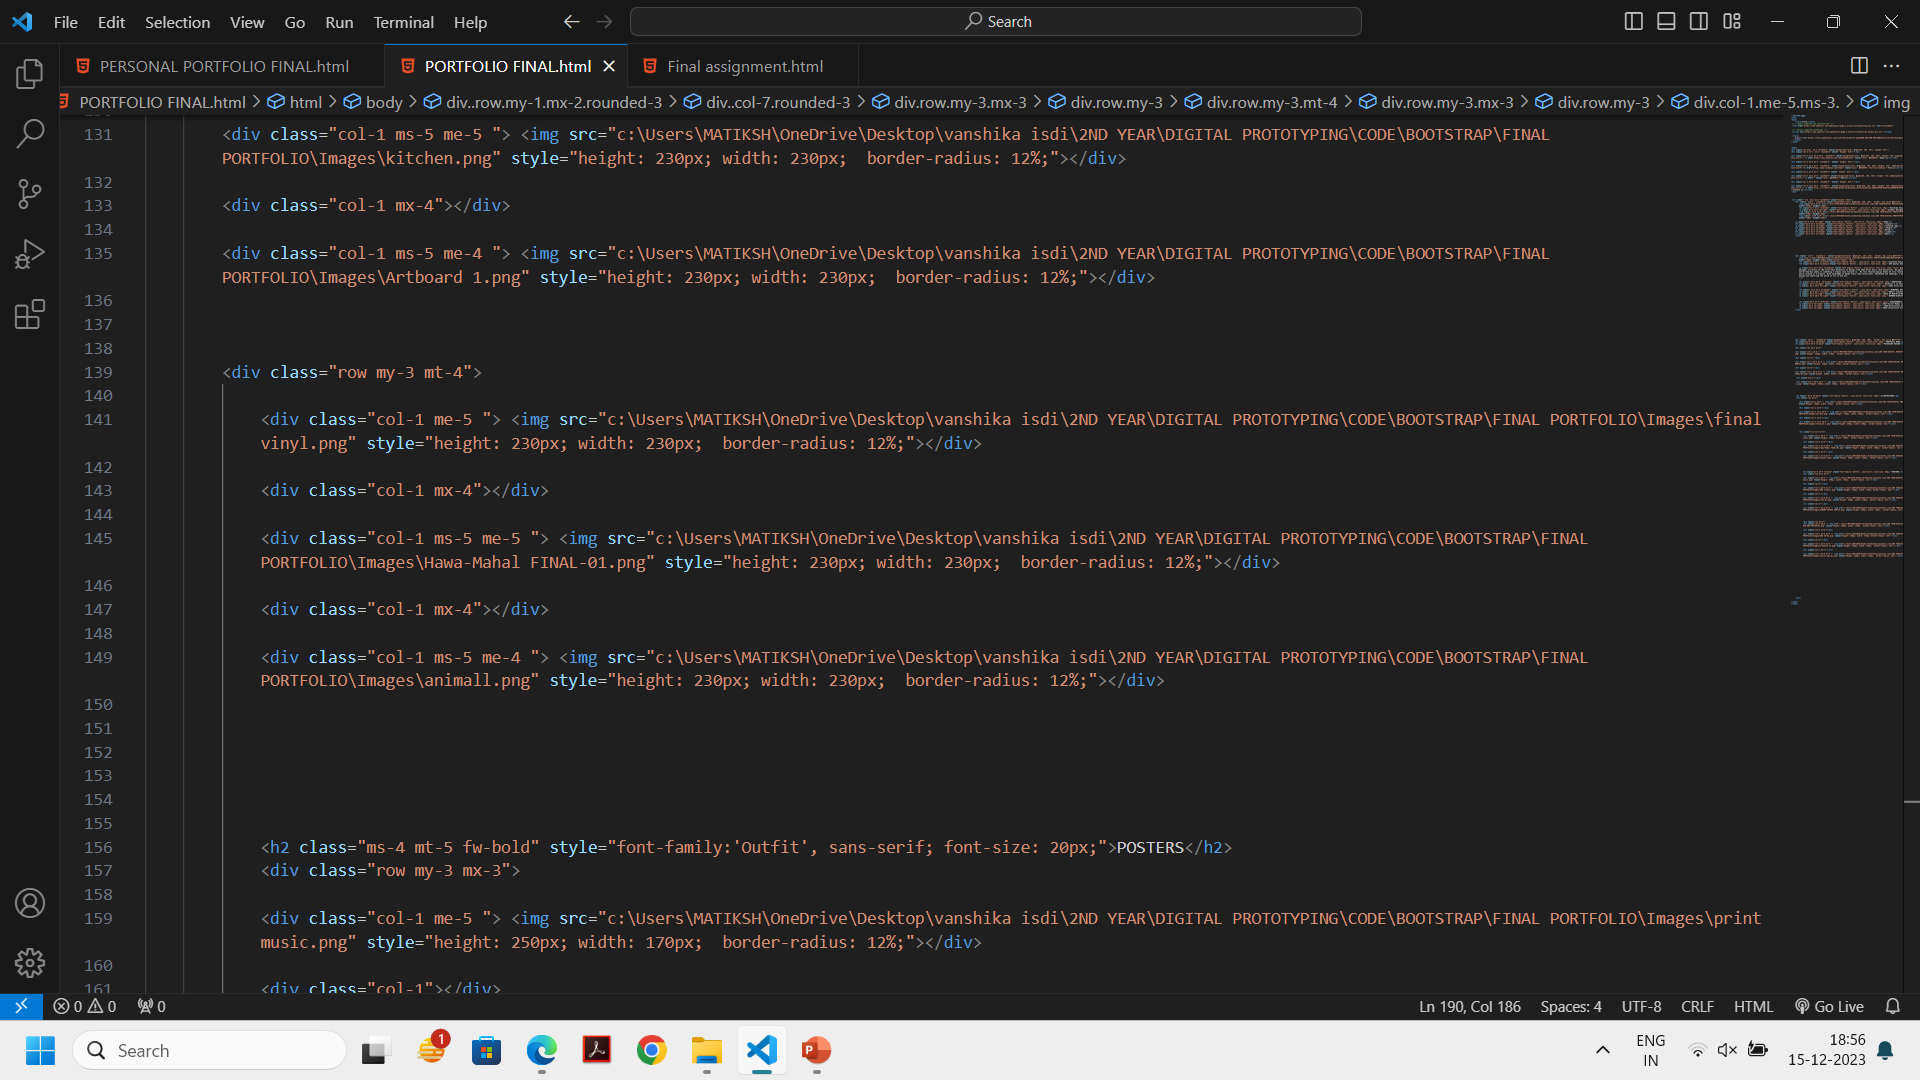 File Edit Selection View Go Run Terminal Help Search
PERSONAL PORTFOLIO FINAL.html PORTFOLIO FINAL.html Final assignment.html
PORTFOLIO FINAL.html > html > body > div..row.my-1.mx-2.rounded-3 > div..col-7.rounded-3 > div.row.my-3.mx-3 > div.row.my-3 > div.row.my-3.mt-4 > div.row.my-3.mx-3 > div.row.my-3 > div.col-1.me-5.ms-3. > img
131 <div class="col-1 ms-5 me-5 "> <img src="c:\Users\MATIKSH\OneDrive\Desktop\vanshika isdi\2ND YEAR\DIGITAL PROTOTYPING\CODE\BOOTSTRAP\FINAL
PORTFOLIO\Images\kitchen.png" style="height: 230px; width: 230px;  border-radius: 12%;"></div>
132
133 <div class="col-1 mx-4"></div>
134
135 <div class="col-1 ms-5 me-4 "> <img src="c:\Users\MATIKSH\OneDrive\Desktop\vanshika isdi\2ND YEAR\DIGITAL PROTOTYPING\CODE\BOOTSTRAP\FINAL
PORTFOLIO\Images\Artboard 1.png" style="height: 230px; width: 230px;  border-radius: 12%;"></div>
136
137
138
139 <div class="row my-3 mt-4">
140
141 <div class="col-1 me-5 "> <img src="c:\Users\MATIKSH\OneDrive\Desktop\vanshika isdi\2ND YEAR\DIGITAL PROTOTYPING\CODE\BOOTSTRAP\FINAL PORTFOLIO\Images\final
vinyl.png" style="height: 230px; width: 230px;  border-radius: 12%;"></div>
142
143 <div class="col-1 mx-4"></div>
144
145 <div class="col-1 ms-5 me-5 "> <img src="c:\Users\MATIKSH\OneDrive\Desktop\vanshika isdi\2ND YEAR\DIGITAL PROTOTYPING\CODE\BOOTSTRAP\FINAL
PORTFOLIO\Images\Hawa-Mahal FINAL-01.png" style="height: 230px; width: 230px;  border-radius: 12%;"></div>
146
147 <div class="col-1 mx-4"></div>
148
149 <div class="col-1 ms-5 me-4 "> <img src="c:\Users\MATIKSH\OneDrive\Desktop\vanshika isdi\2ND YEAR\DIGITAL PROTOTYPING\CODE\BOOTSTRAP\FINAL
PORTFOLIO\Images\animall.png" style="height: 230px; width: 230px;  border-radius: 12%;"></div>
150
151
152
153
154
155
156 <h2 class="ms-4 mt-5 fw-bold" style="font-family:'Outfit', sans-serif; font-size: 20px;">POSTERS</h2>
157 <div class="row my-3 mx-3">
158
159 <div class="col-1 me-5 "> <img src="c:\Users\MATIKSH\OneDrive\Desktop\vanshika isdi\2ND YEAR\DIGITAL PROTOTYPING\CODE\BOOTSTRAP\FINAL PORTFOLIO\Images\print
music.png" style="height: 250px; width: 170px;  border-radius: 12%;"></div>
160
161 <div class="col-1"></div>
0 0 0 Ln 190, Col 186 Spaces: 4 UTF-8 CRLF HTML Go Live
Search 1 ENG 18:56
IN 15-12-2023